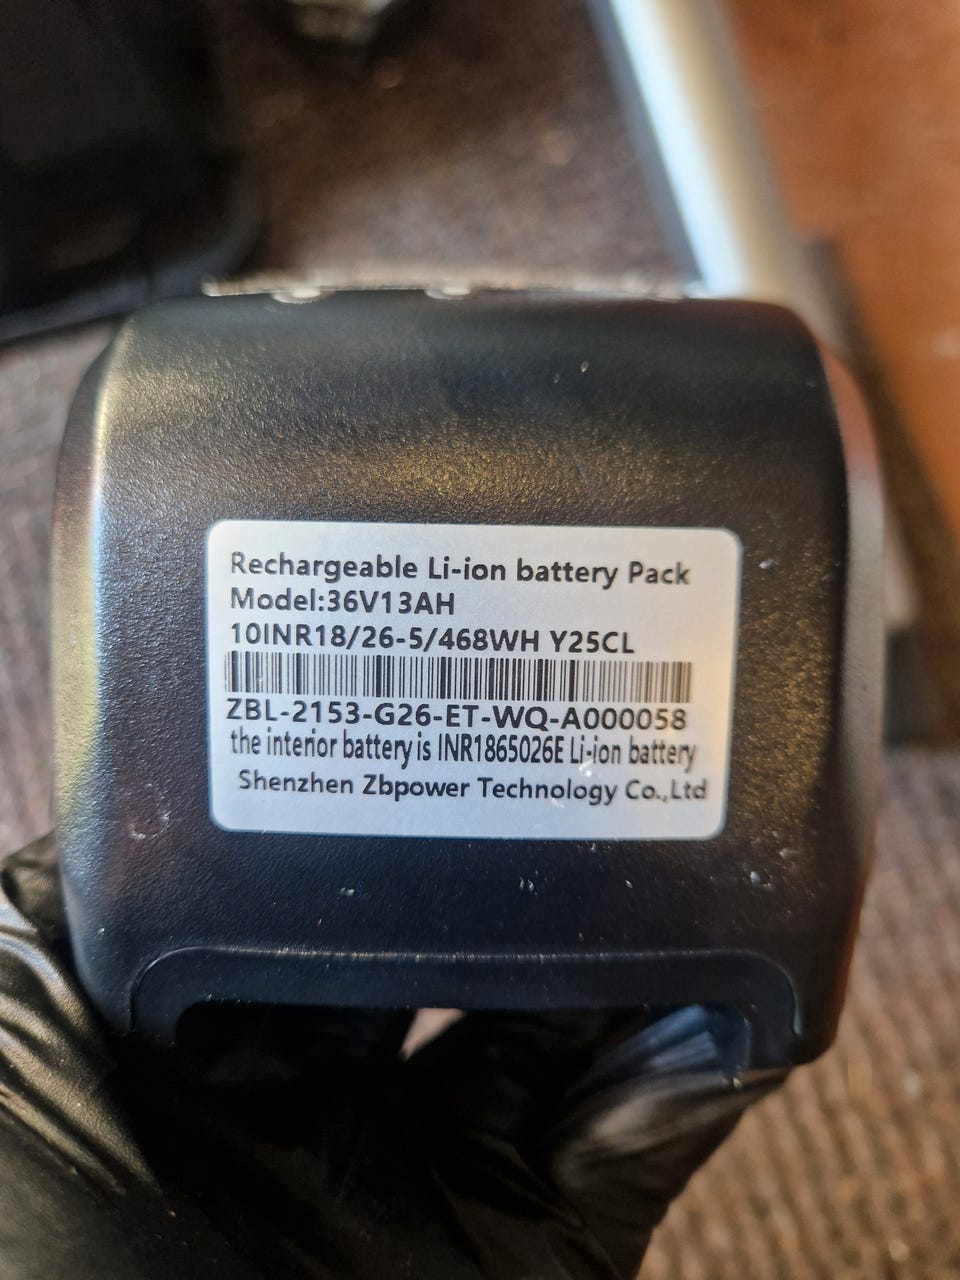 Rechargeable Li-ion battery Pack
Model:36V13AH
10INR18/26-5/468WH Y25CL
ZBL-2153-G26-ET-WQ-A000058
the interior battery is INR1865026E Li-ion battery
Shenzhen Zbpower Technology Co.,Ltd